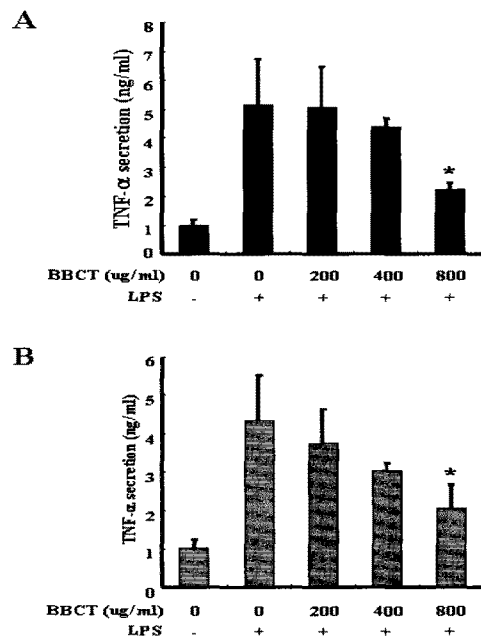 A
TNF-α secretion (ng/ml)
8
7
6
5
4
3
2
1
0
*
BBCT (ug/ml) 0 0 200 400 800
LPS - + + + +
B
TNF-α secretion (ng/ml)
6
5
4
3
2
1
0
*
BBCT (ug/ml) 0 0 200 400 800
LPS - + + + +